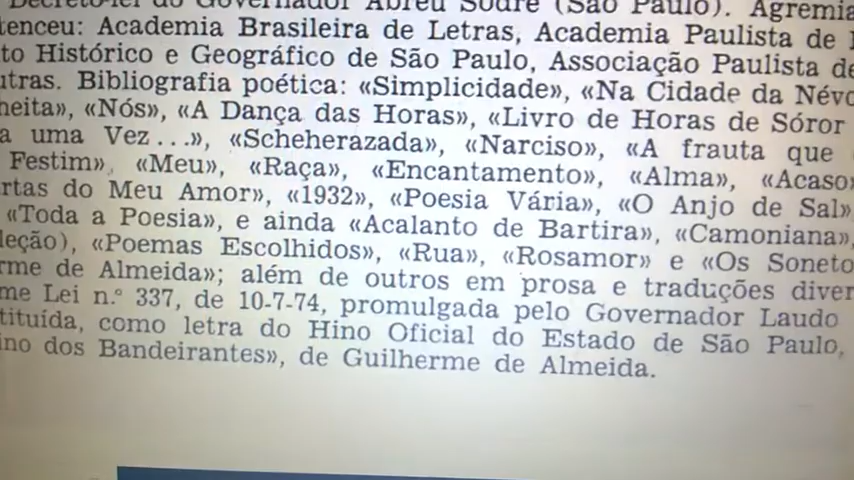 Decreto-lei do Governador Abreu Sodré (São Paulo). Agremia
tenceu: Academia Brasileira de Letras, Academia Paulista de
to Histórico e Geográfico de São Paulo, Associação Paulista de
utras. Bibliografia poética: «Simplicidade», «Na Cidade da Névo
heita», «Nós», «A Dança das Horas», «Livro de Horas de Sóror
a uma Vez...», «Scheherazada», «Narciso», «A frauta que
Festim», «Meu», «Raça», «Encantamento», «Alma», «Acaso»
rtas do Meu Amor», «1932», «Poesia Vária», «O Anjo de Sal»,
«Toda a Poesia», e ainda «Acalanto de Bartira», «Camoniana»,
leção), «Poemas Escolhidos», «Rua», «Rosamor» e «Os Soneto
rme de Almeida»; além de outros em prosa e traduções diver
me Lei n.º 337, de 10-7-74, promulgada pelo Governador Laudo
tituída, como letra do Hino Oficial do Estado de São Paulo,
ino dos Bandeirantes», de Guilherme de Almeida.